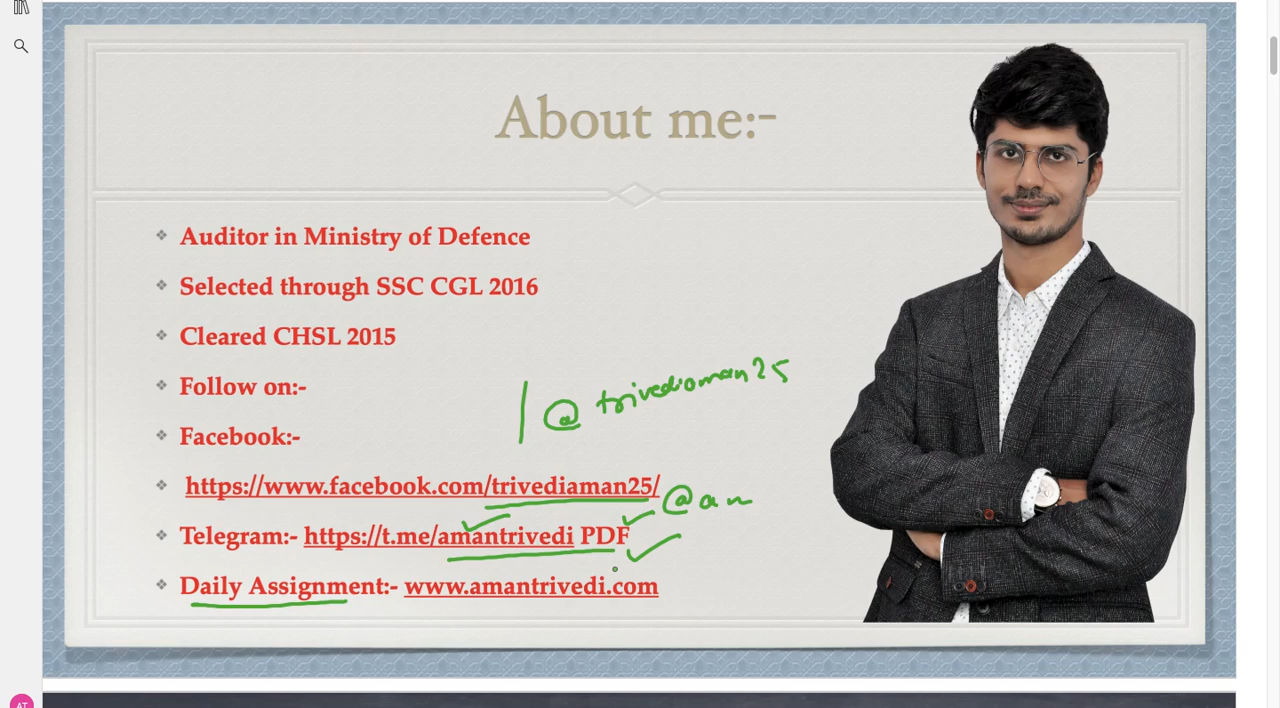 About me:-
Auditor in Ministry of Defence
Selected through SSC CGL 2016
Cleared CHSL 2015
Follow on:-
@trivediaman25
Facebook:-
https://www.facebook.com/trivediaman25/
@an
Telegram:- https://t.me/amantrivedi PDF
Daily Assignment:- www.amantrivedi.com
AT